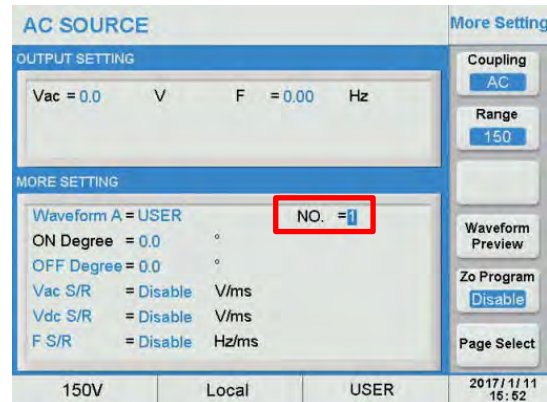 AC SOURCE
More Setting
OUTPUT SETTING
Vac = 0.0 V F = 0.00 Hz
Coupling
AC
Range
150
MORE SETTING
Waveform A = USER NO. =1
ON Degree = 0.0 °
OFF Degree = 0.0 °
Vac S/R = Disable V/ms
Vdc S/R = Disable V/ms
F S/R = Disable Hz/ms
Waveform
Preview
Zo Program
Disable
Page Select
150V Local USER 2017/1/11
15:52